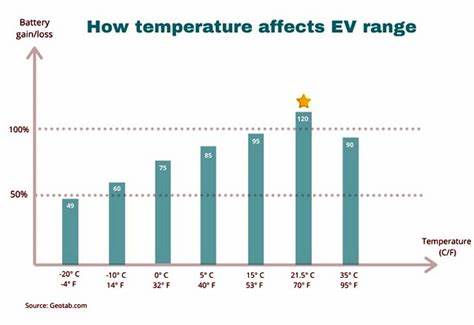 Battery
gain/loss
How temperature affects EV range
120
100%
95
90
85
75
60
50%
49
Temperature
(C/F)
-20° C
-4° F
-10° C
14° F
0° C
32° F
5° C
40° F
15° C
53° F
21.5° C
70° F
35° C
95° F
Source: Geotab.com